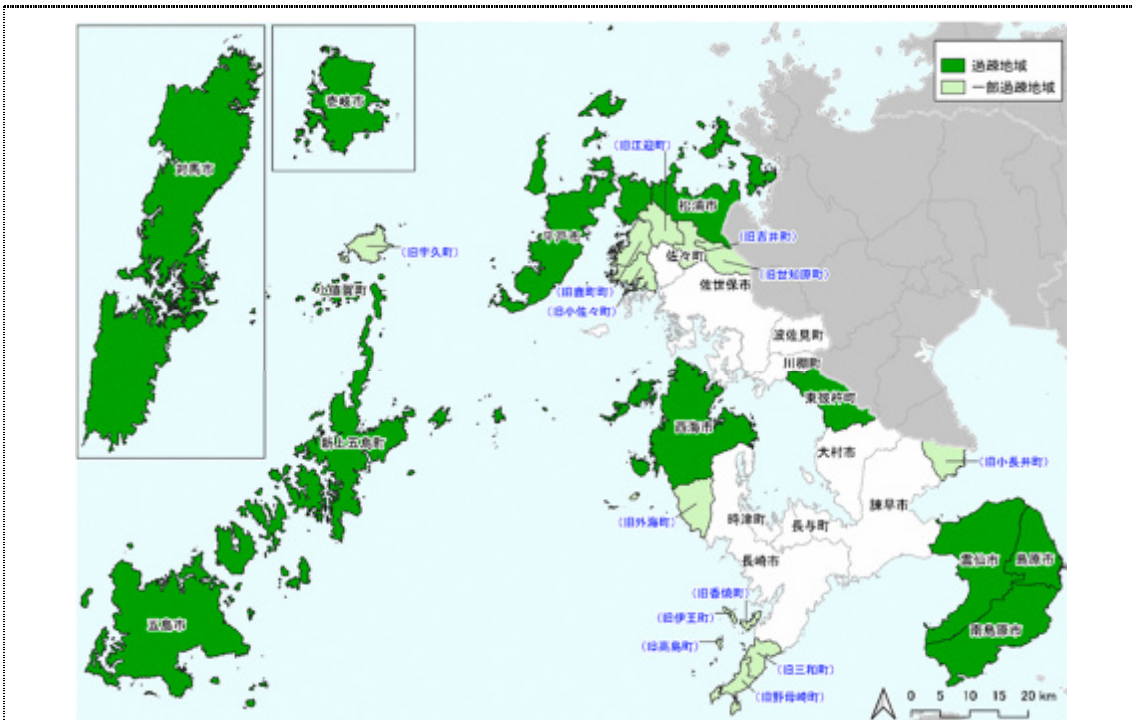 過疎地域
一部過疎地域
壱岐市
対馬市
(旧江迎町)
松浦市
平戸市
(旧吉井町)
(旧宇久町)
佐々町
(旧世知原町)
小値賀町
佐世保市
(旧鹿町町)
(旧小佐々町)
波佐見町
川棚町
東彼杵町
西海市
新上五島町
大村市
(旧小長井町)
諫早市
(旧外海町)
時津町
長与町
長崎市
雲仙市
島原市
(旧香焼町)
(旧伊王町)
五島市
南島原市
(旧高島町)
(旧三和町)
(旧野母崎町)
0 5 10 15 20 km